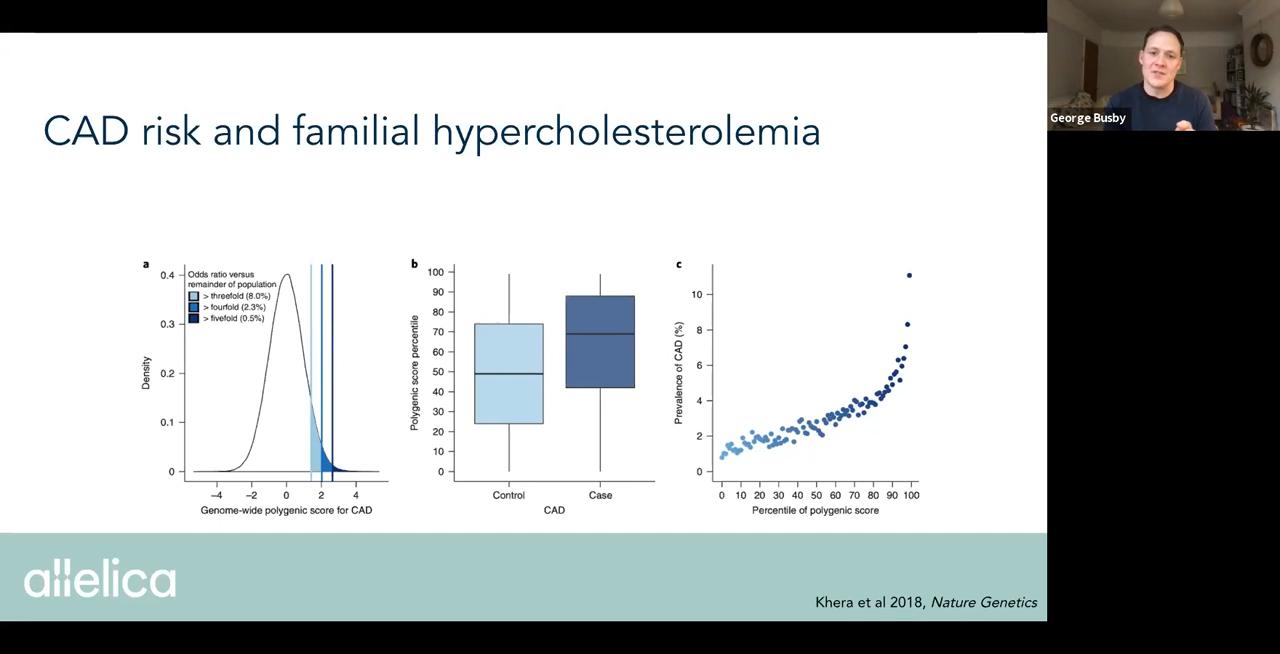 CAD risk and familial hypercholesterolemia
George Busby
a
Odds ratio versus
remainder of population
> threefold (8.0%)
> fourfold (2.3%)
> fivefold (0.5%)
0.4
0.3
0.2
0.1
0
Density
−4 −2 0 2 4
Genome-wide polygenic score for CAD
b
100
90
80
70
60
50
40
30
20
10
0
Polygenic score percentile
Control Case
CAD
c
10
8
6
4
2
0
Prevalence of CAD (%)
0 10 20 30 40 50 60 70 80 90 100
Percentile of polygenic score
allelica
Khera et al 2018, Nature Genetics